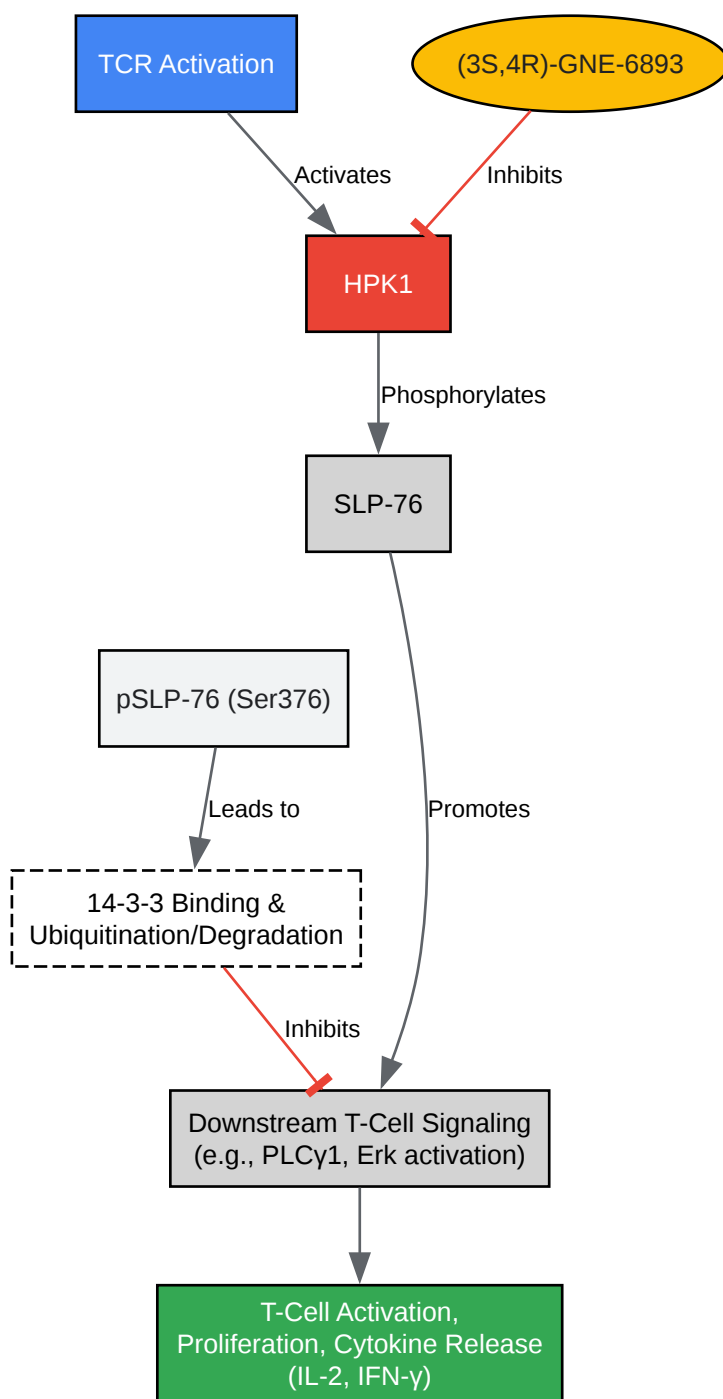 TCR Activation
(3S,4R)-GNE-6893
Activates
Inhibits
HPK1
Phosphorylates
SLP-76
pSLP-76 (Ser376)
Leads to
Promotes
14-3-3 Binding &
Ubiquitination/Degradation
Inhibits
Downstream T-Cell Signaling
(e.g., PLCγ1, Erk activation)
T-Cell Activation,
Proliferation, Cytokine Release
(IL-2, IFN-γ)